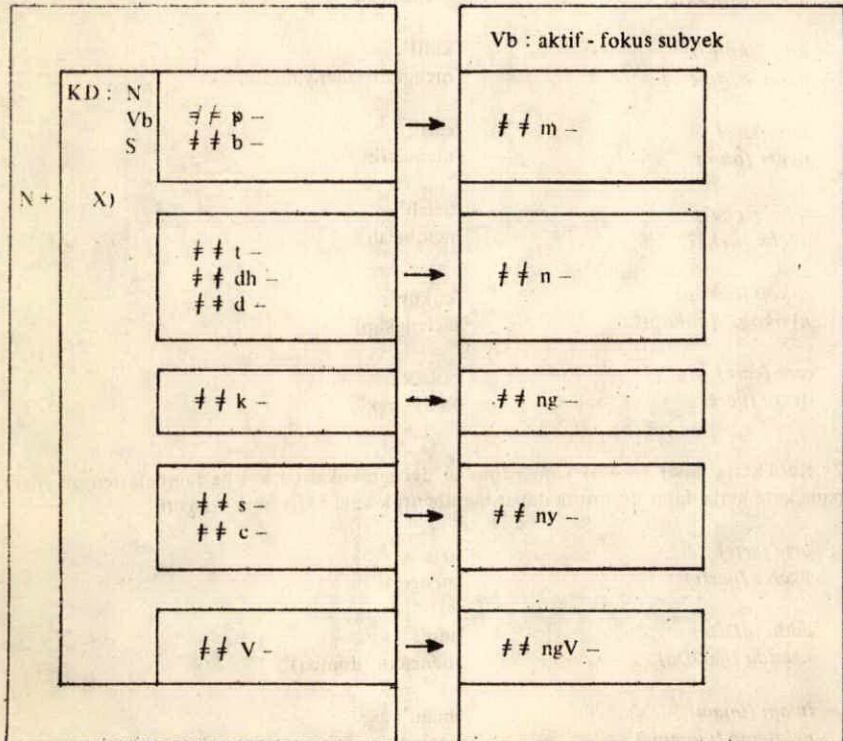 Vb : aktif - fokus subyek
KD : N
Vb ǂ ǂ p –
S ǂ ǂ b – → ǂ ǂ m –
N + X)
ǂ ǂ t –
ǂ ǂ dh – → ǂ ǂ n –
ǂ ǂ d –
ǂ ǂ k – → ǂ ǂ ng –
ǂ ǂ s –
ǂ ǂ c – → ǂ ǂ ny –
ǂ ǂ V – → ǂ ǂ ngV –